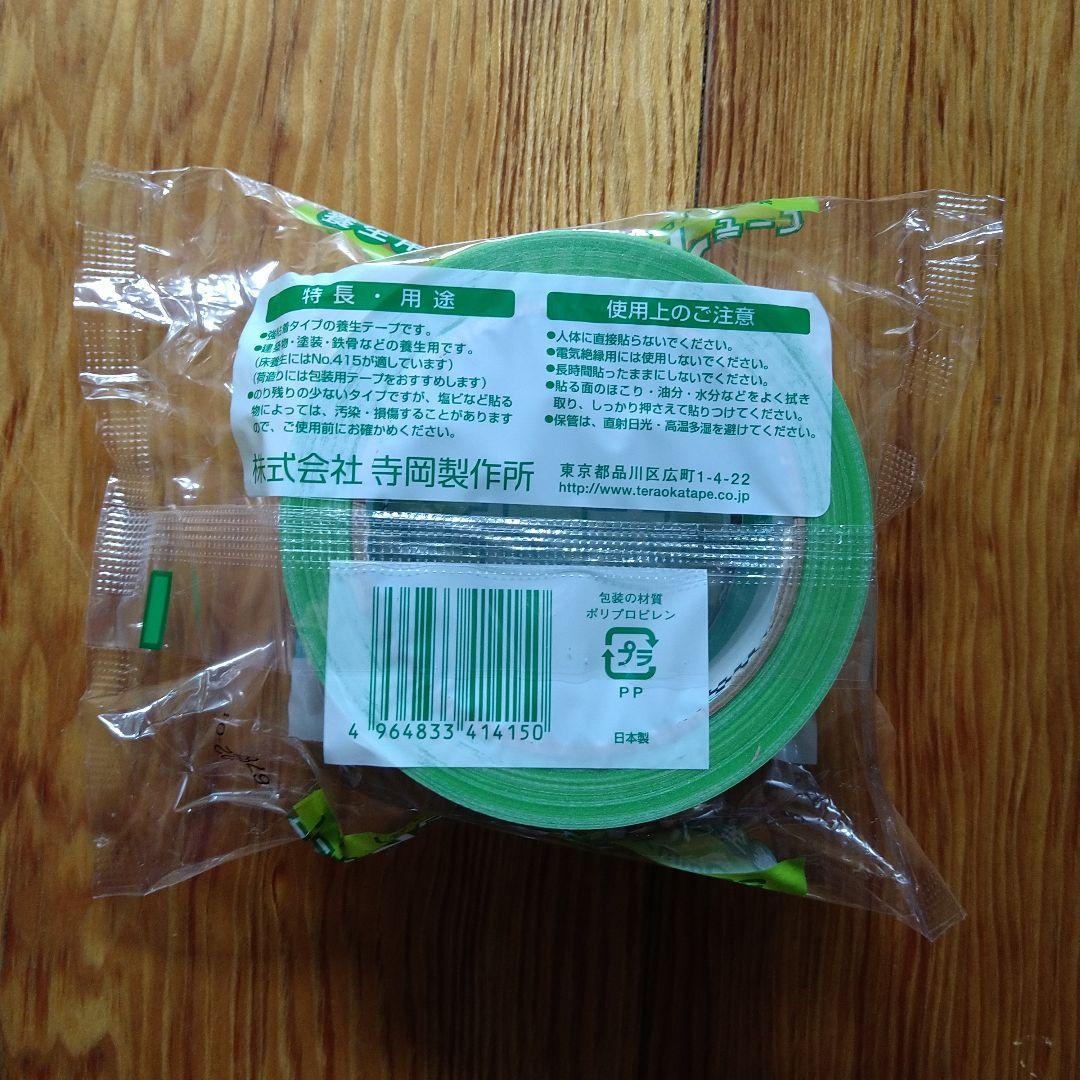 養生用
特長・用途
●強粘着タイプの養生テープです。
●建築物・塗装・鉄骨などの養生用です。
(床養生にはNo.415が適しています)
(荷造りには包装用テープをおすすめします)
●のり残りの少ないタイプですが、塩ビなど貼る
物によっては、汚染・損傷することがあります
ので、ご使用前にお確かめください。
使用上のご注意
●人体に直接貼らないでください。
●電気絶縁用には使用しないでください。
●長時間貼ったままにしないでください。
●貼る面のほこり・油分・水分などをよく拭き
取り、しっかり押さえて貼りつけてください。
●保管は、直射日光・高温多湿を避けてください。
株式会社 寺岡製作所
東京都品川区広町1-4-22
http://www.teraokatape.co.jp
包装の材質
ポリプロピレン
プラ
PP
4 964833 414150
日本製